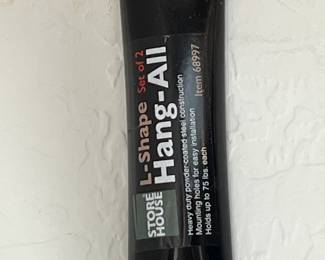 STORE
HOUSE
L-Shape Set of 2
Hang-All
Item 68997
Heavy duty powder-coated steel construction
Mounting holes for easy installation
Holds up to 75 lbs. each